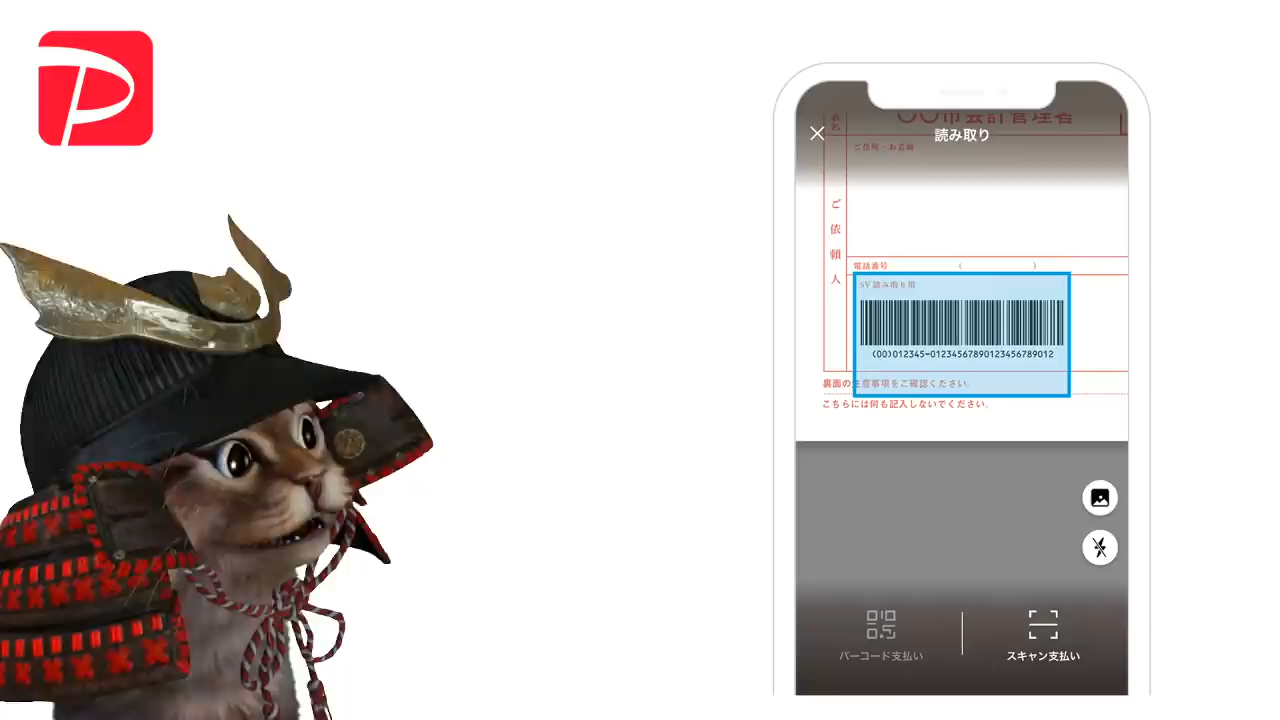 〇〇市会計管理者
読み取り
ご住所・お名前
ご依頼人
電話番号 ( )
SV 読み取り用
(00)012345-01234567890123456789012
裏面の注意事項をご確認ください。
こちらには何も記入しないでください。
バーコード支払い
スキャン支払い